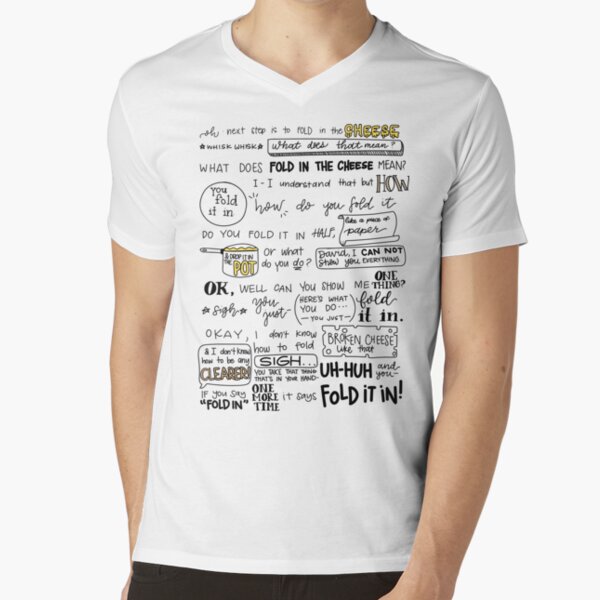 oh next step is to FOLD in the CHEESE
★ WHISK WHISK ★ What does that mean?
WHAT DOES FOLD IN THE CHEESE MEAN?
you fold it in
I-I understand that but HOW
how do you fold it
DO YOU FOLD IT IN HALF, like a piece of paper
& DROP IT IN THE POT
Or what do you do?
David, I CAN NOT Show you EVERYTHING
OK, WELL CAN YOU SHOW ME ONE THING?
★ sigh ★ you just-
(HERE'S WHAT YOU DO... —YOU JUST—)
fold it in.
OKAY, I don't know how to fold
BROKEN CHEESE like that
& I don't know how to be any CLEARER!
SIGH...
YOU TAKE THAT THING THAT'S IN YOUR HAND-
UH-HUH and you-
IF YOU SAY "FOLD IN" ONE MORE TIME
it says FOLD IT IN!